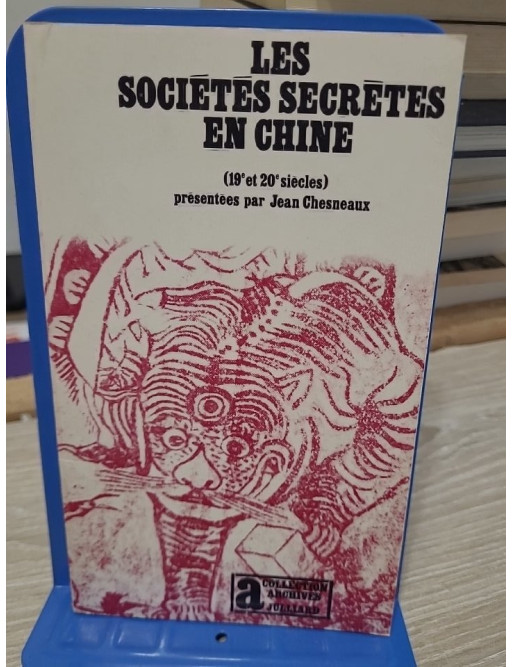 LES
SOCIÉTÉS SECRÈTES
EN CHINE
(19e et 20e siècles)
présentées par Jean Chesneaux
a COLLECTION
ARCHIVES
JULLIARD